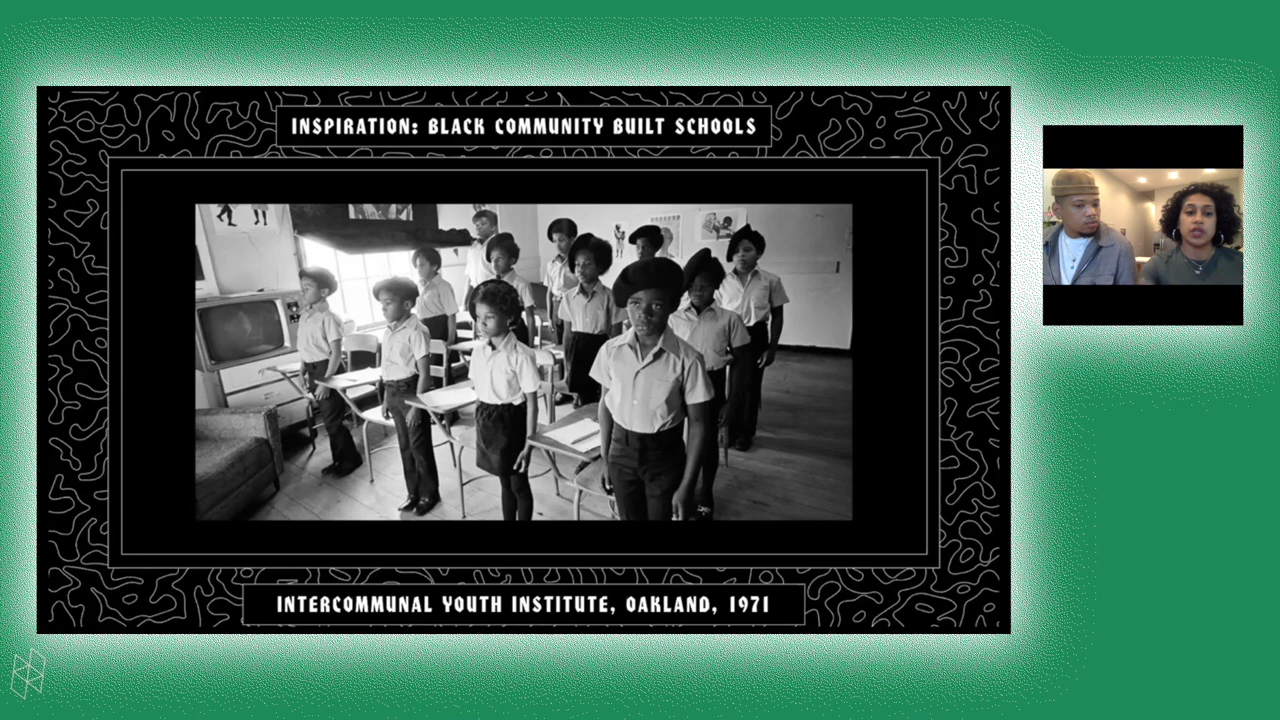 INSPIRATION: BLACK COMMUNITY BUILT SCHOOLS
INTERCOMMUNAL YOUTH INSTITUTE, OAKLAND, 1971